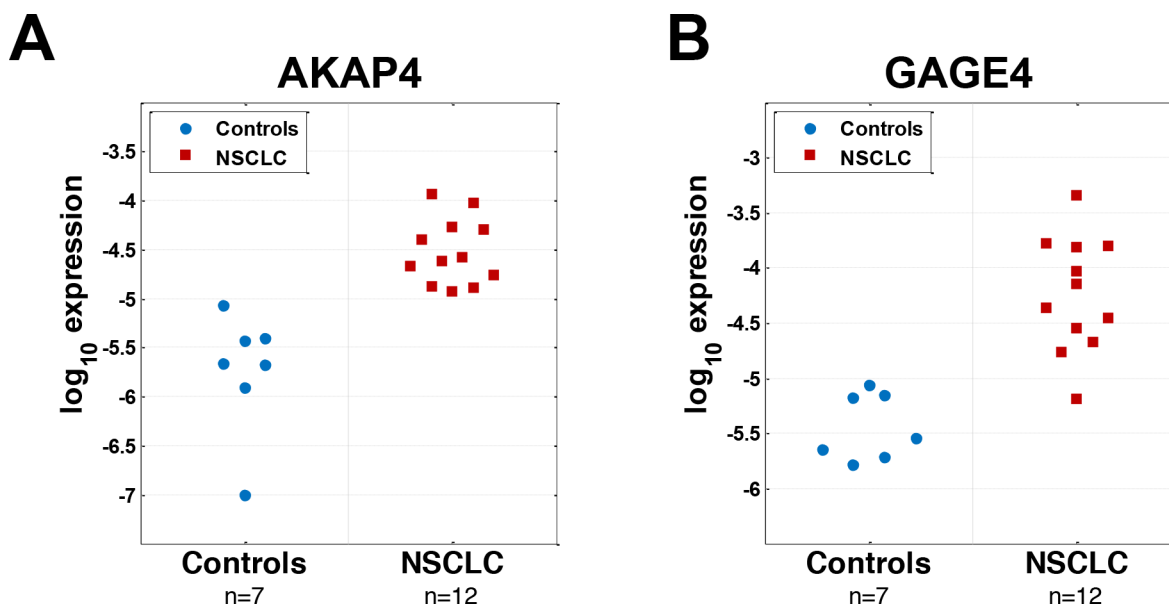 A
AKAP4
Controls
NSCLC
-3.5
-4
-4.5
-5
-5.5
-6
-6.5
-7
log10 expression
Controls
NSCLC
n=7
n=12
B
GAGE4
Controls
NSCLC
-3
-3.5
-4
-4.5
-5
-5.5
-6
log10 expression
Controls
NSCLC
n=7
n=12